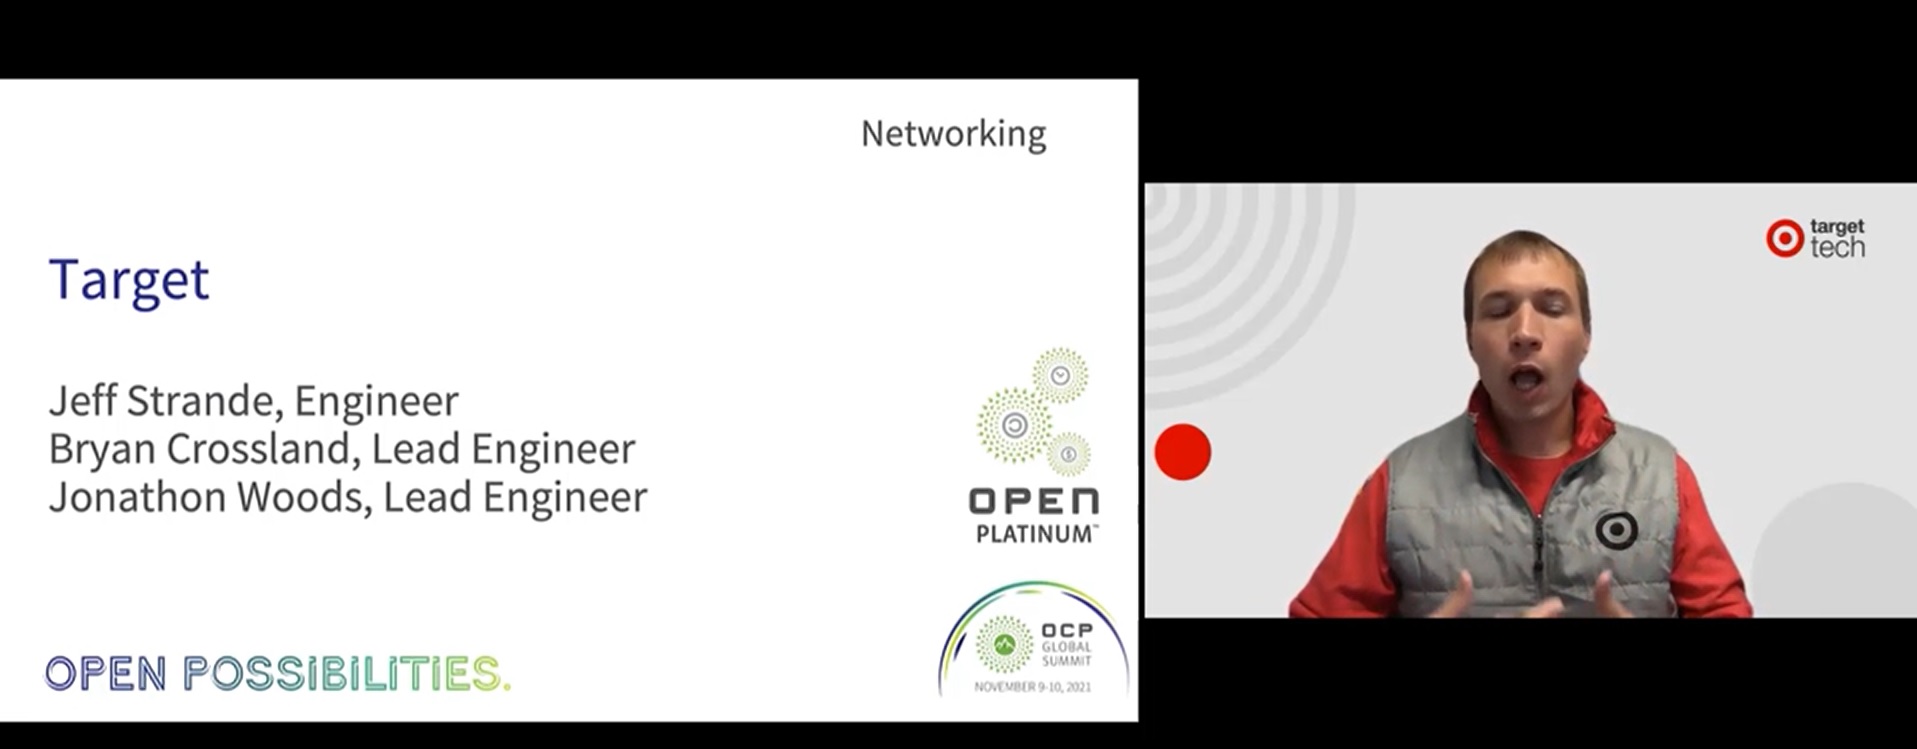 Networking
Target
Jeff Strande, Engineer
Bryan Crossland, Lead Engineer
Jonathon Woods, Lead Engineer
OPEN
PLATINUM™
OPEN POSSIBILITIES.
OCP
GLOBAL
SUMMIT
NOVEMBER 9-10, 2021
target
tech